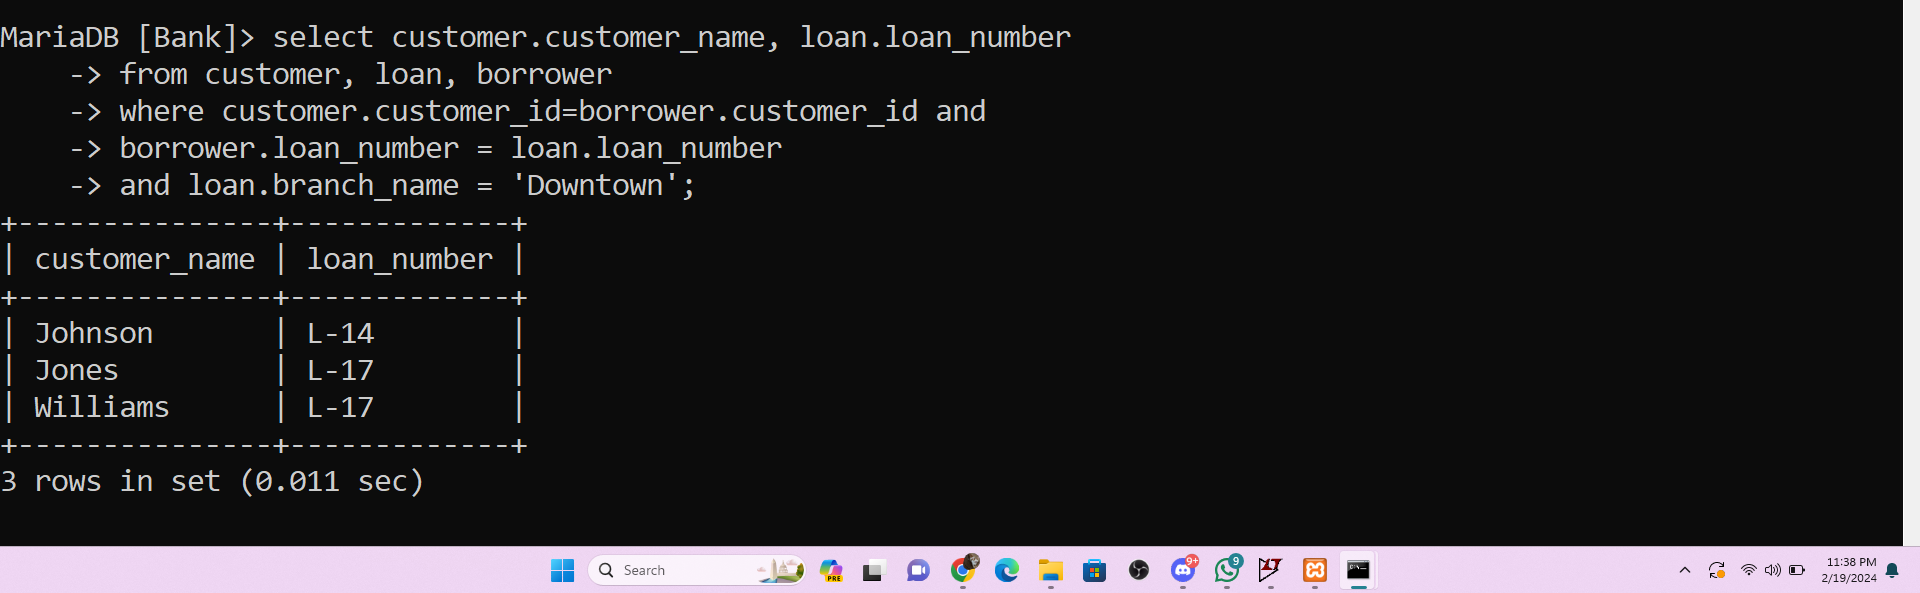 MariaDB [Bank]> select customer.customer_name, loan.loan_number
    -> from customer, loan, borrower
    -> where customer.customer_id=borrower.customer_id and
    -> borrower.loan_number = loan.loan_number
    -> and loan.branch_name = 'Downtown';
+---------------+-------------+
| customer_name | loan_number |
+---------------+-------------+
| Johnson       | L-14        |
| Jones         | L-17        |
| Williams      | L-17        |
+---------------+-------------+
3 rows in set (0.011 sec)
Search
PRE
9+
9
11:38 PM
2/19/2024